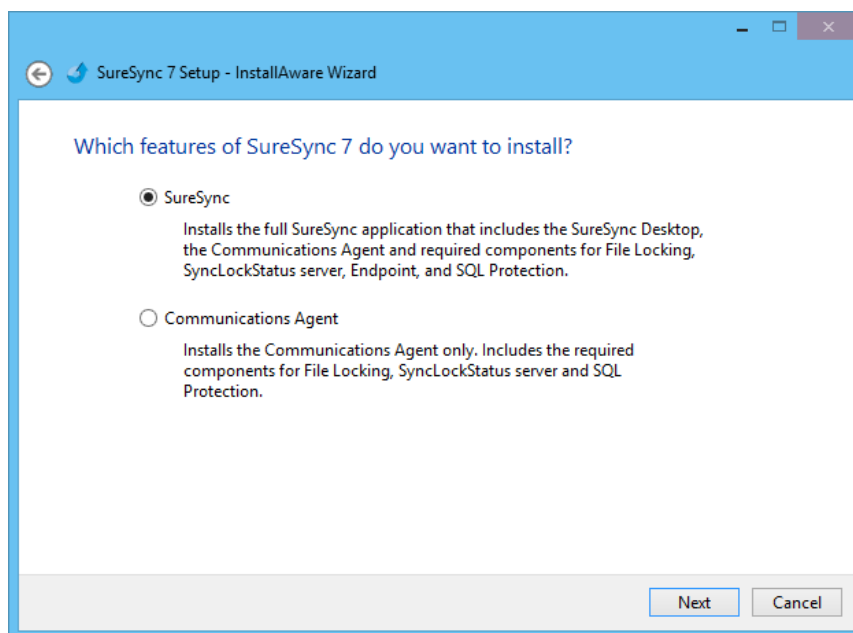 SureSync 7 Setup - InstallAware Wizard
Which features of SureSync 7 do you want to install?
SureSync
Installs the full SureSync application that includes the SureSync Desktop,
the Communications Agent and required components for File Locking,
SyncLockStatus server, Endpoint, and SQL Protection.
Communications Agent
Installs the Communications Agent only. Includes the required
components for File Locking, SyncLockStatus server and SQL
Protection.
Next
Cancel